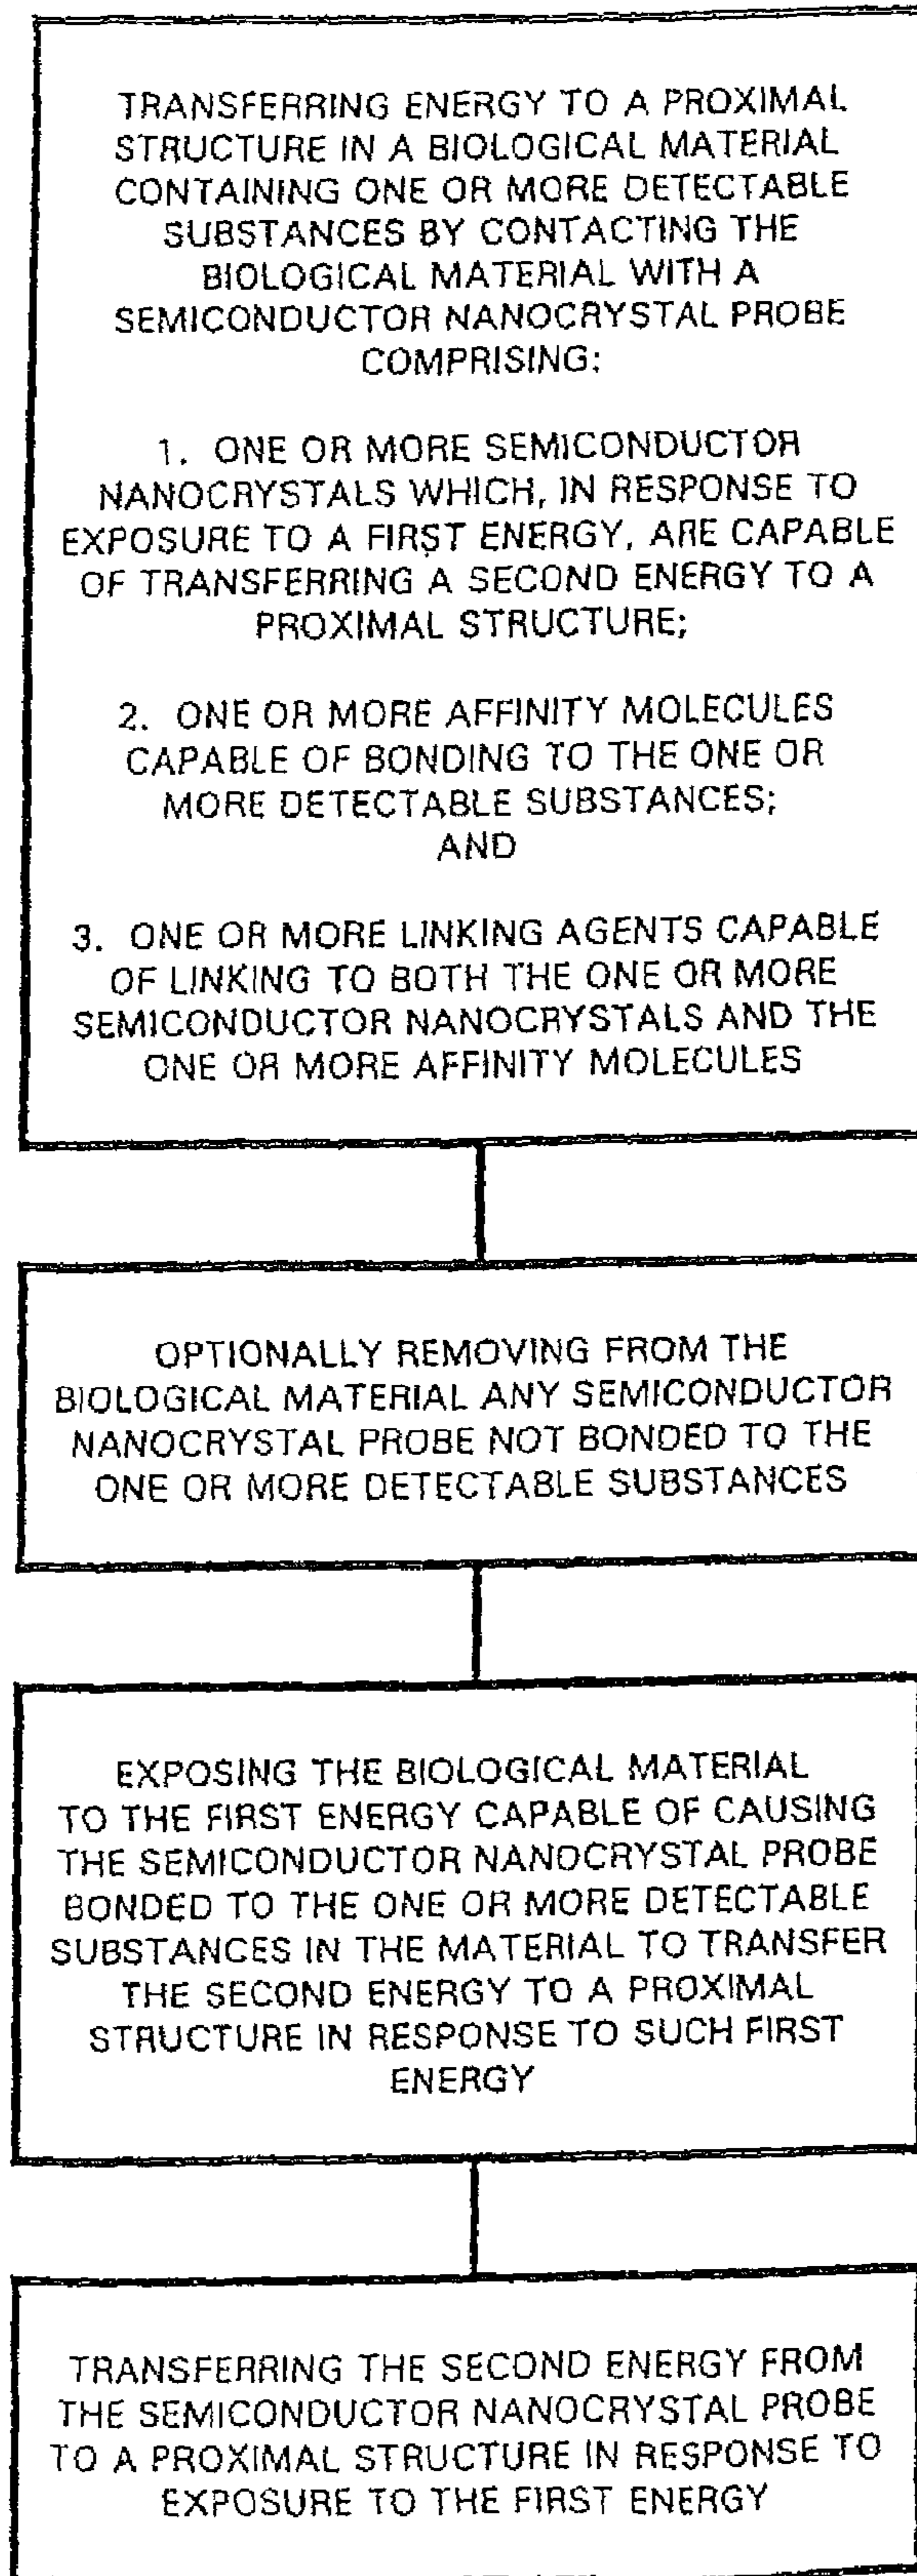 TRANSFERRING ENERGY TO A PROXIMAL
STRUCTURE IN A BIOLOGICAL MATERIAL
CONTAINING ONE OR MORE DETECTABLE
SUBSTANCES BY CONTACTING THE
BIOLOGICAL MATERIAL WITH A
SEMICONDUCTOR NANOCRYSTAL PROBE
COMPRISING:
1. ONE OR MORE SEMICONDUCTOR
NANOCRYSTALS WHICH, IN RESPONSE TO
EXPOSURE TO A FIRST ENERGY, ARE CAPABLE
OF TRANSFERRING A SECOND ENERGY TO A
PROXIMAL STRUCTURE;
2. ONE OR MORE AFFINITY MOLECULES
CAPABLE OF BONDING TO THE ONE OR
MORE DETECTABLE SUBSTANCES;
AND
3. ONE OR MORE LINKING AGENTS CAPABLE
OF LINKING TO BOTH THE ONE OR MORE
SEMICONDUCTOR NANOCRYSTALS AND THE
ONE OR MORE AFFINITY MOLECULES
OPTIONALLY REMOVING FROM THE
BIOLOGICAL MATERIAL ANY SEMICONDUCTOR
NANOCRYSTAL PROBE NOT BONDED TO THE
ONE OR MORE DETECTABLE SUBSTANCES
EXPOSING THE BIOLOGICAL MATERIAL
TO THE FIRST ENERGY CAPABLE OF CAUSING
THE SEMICONDUCTOR NANOCRYSTAL PROBE
BONDED TO THE ONE OR MORE DETECTABLE
SUBSTANCES IN THE MATERIAL TO TRANSFER
THE SECOND ENERGY TO A PROXIMAL
STRUCTURE IN RESPONSE TO SUCH FIRST
ENERGY
TRANSFERRING THE SECOND ENERGY FROM
THE SEMICONDUCTOR NANOCRYSTAL PROBE
TO A PROXIMAL STRUCTURE IN RESPONSE TO
EXPOSURE TO THE FIRST ENERGY